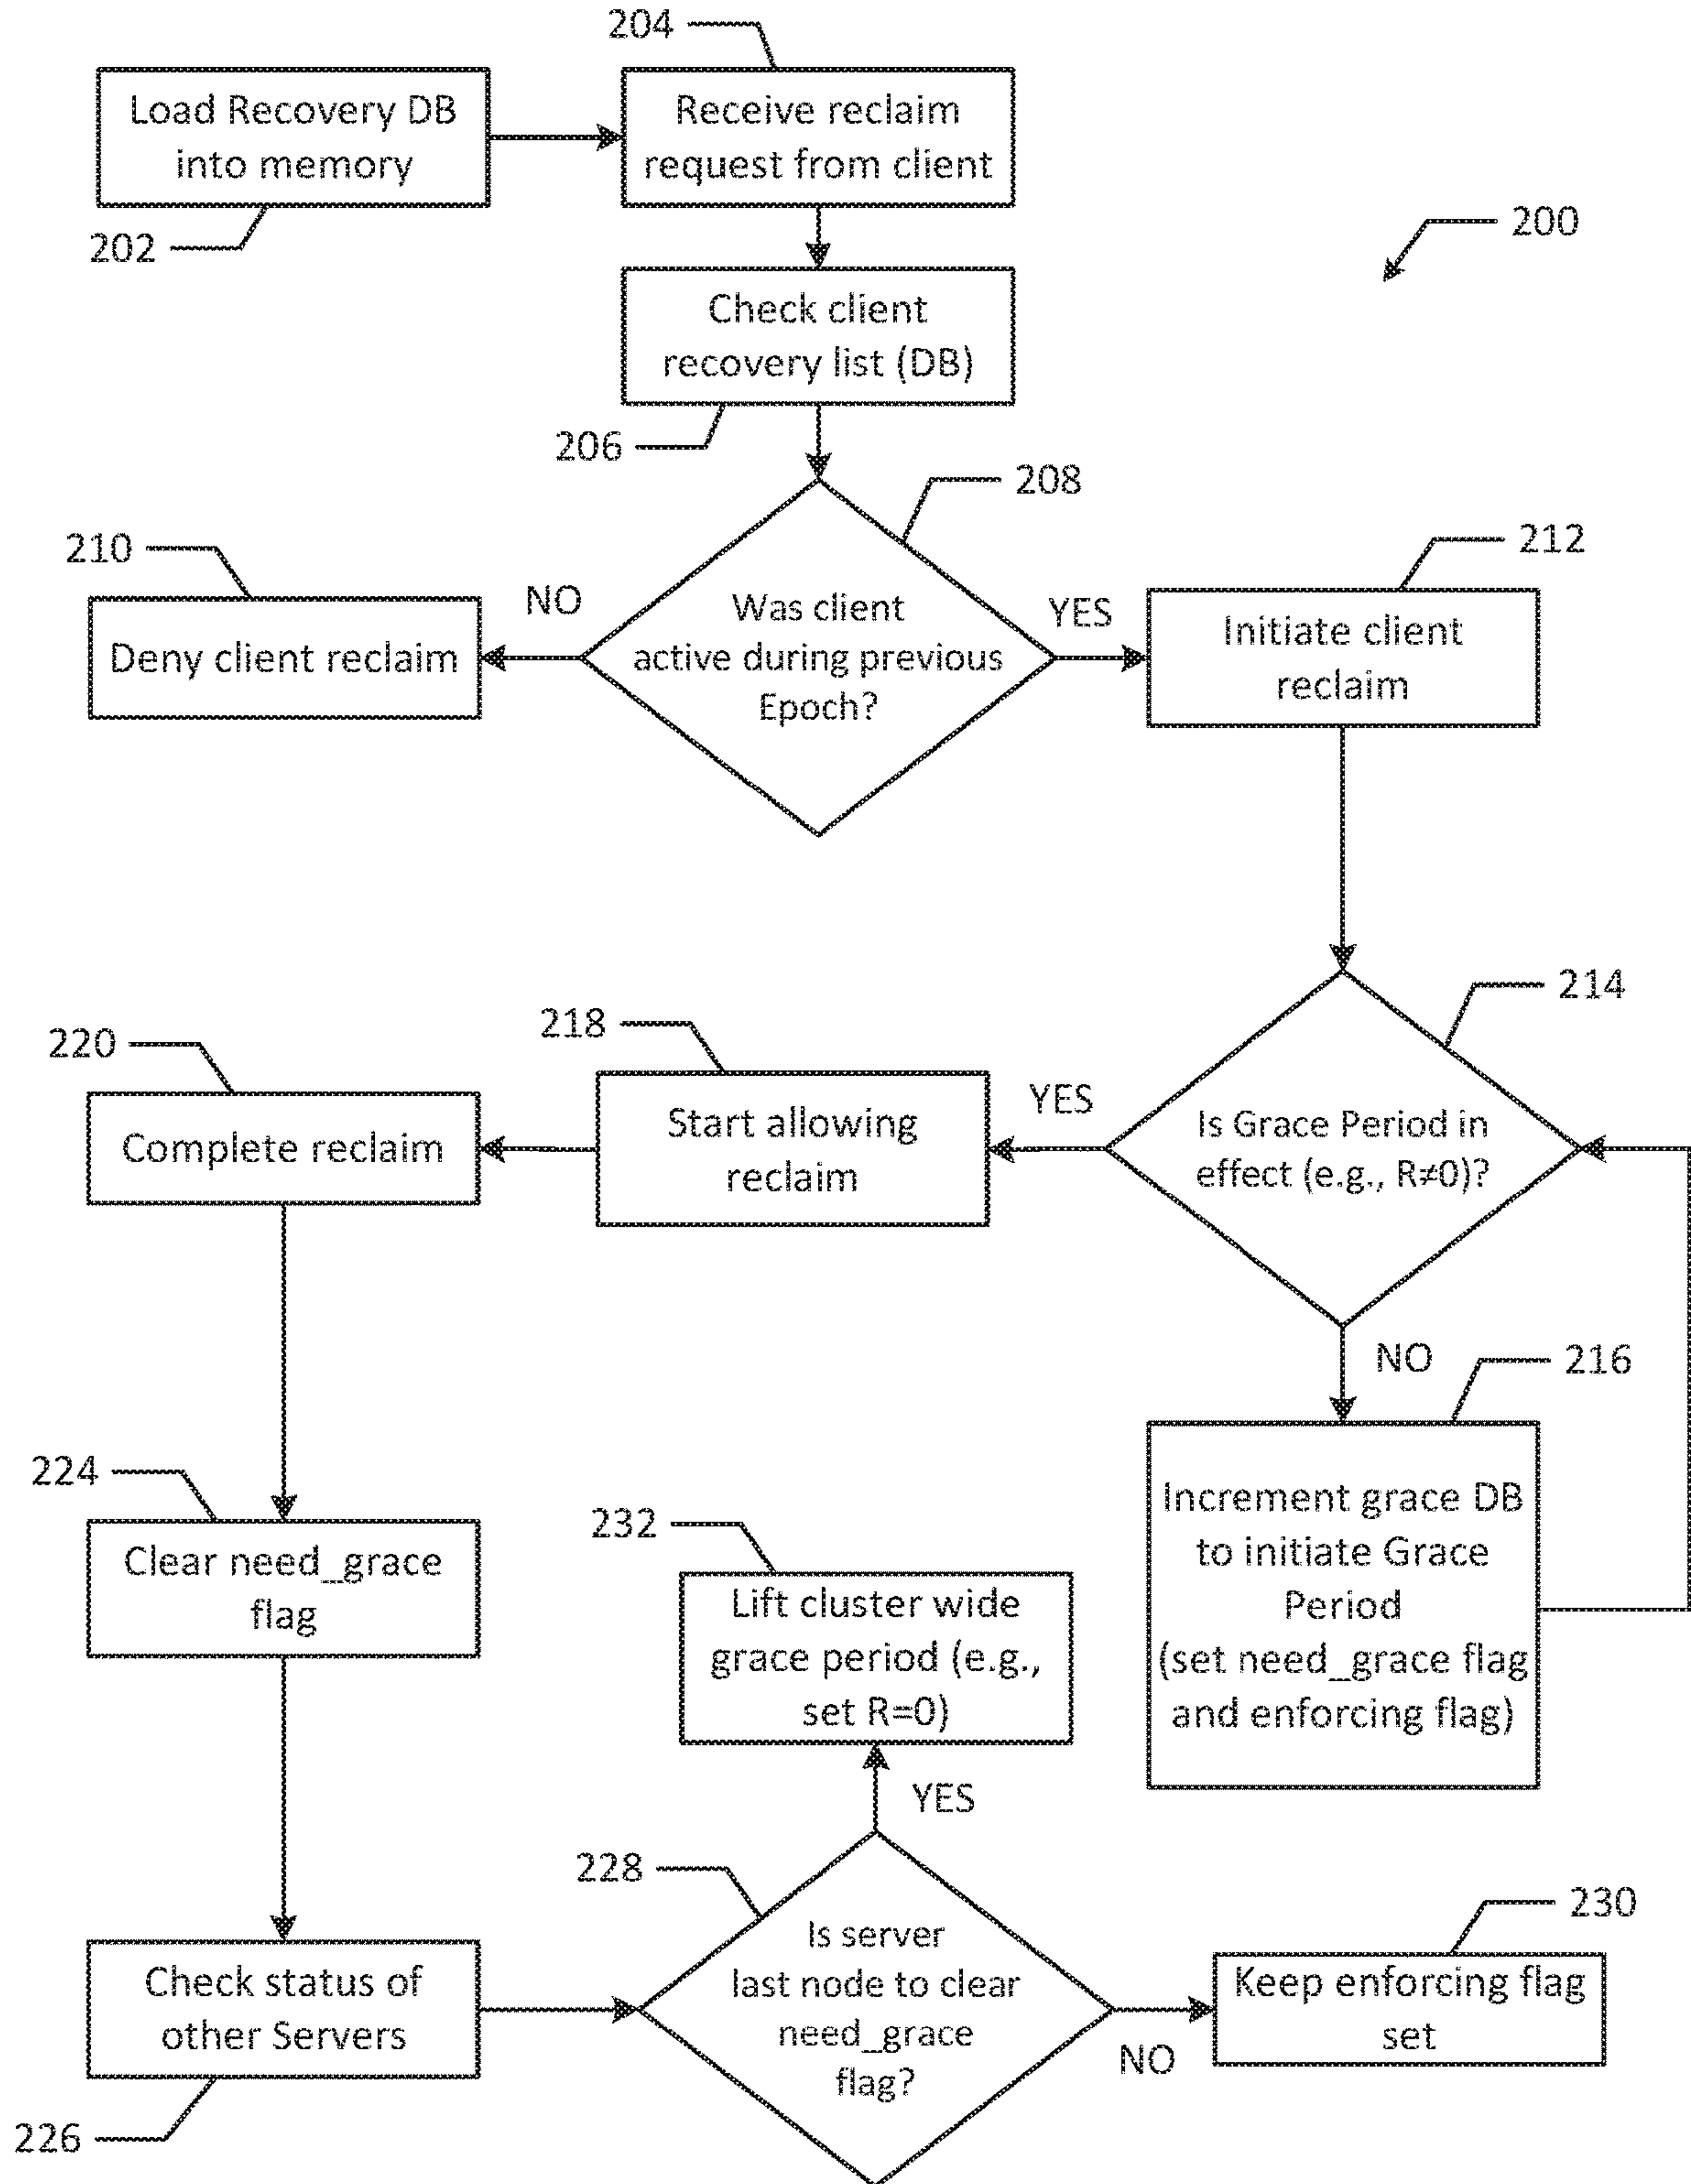 204
Load Recovery DB
into memory
Receive reclaim
request from client
202
200
Check client
recovery list (DB)
206
208
210
212
NO
Was client
active during previous
Epoch?
YES
Deny client reclaim
Initiate client
reclaim
214
218
220
YES
Is Grace Period in
effect (e.g., R≠0)?
Start allowing
reclaim
Complete reclaim
NO
216
224
232
Increment grace DB
to initiate Grace
Period
(set need_grace flag
and enforcing flag)
Clear need_grace
flag
Lift cluster wide
grace period (e.g.,
set R=0)
YES
228
230
Is server
last node to clear
need_grace
flag?
Check status of
other Servers
Keep enforcing flag
set
NO
226